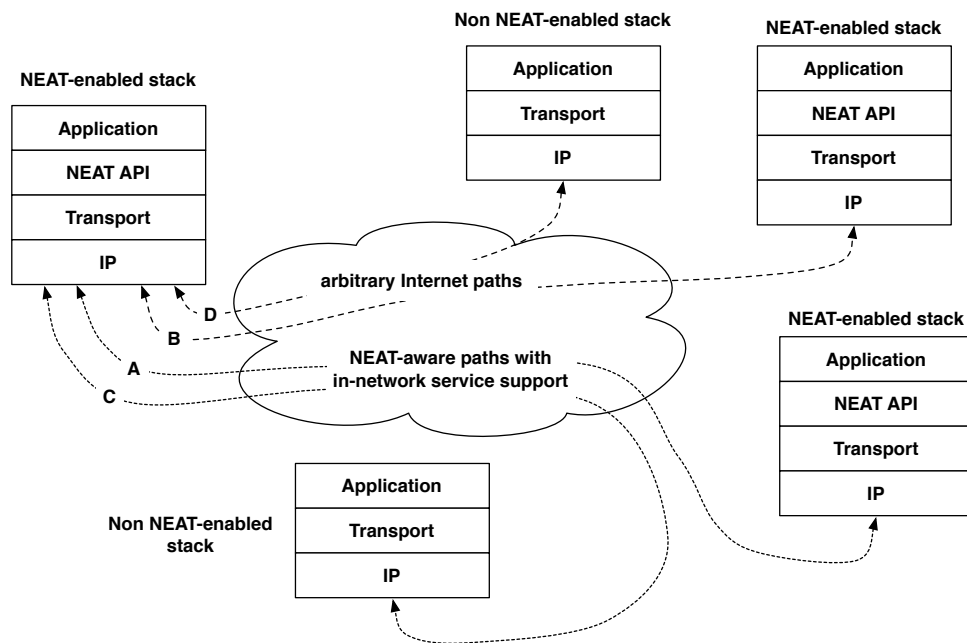 Non NEAT-enabled stack
Application
Transport
IP
NEAT-enabled stack
Application
NEAT API
Transport
IP
NEAT-enabled stack
Application
NEAT API
Transport
IP
arbitrary Internet paths
D
B
A
C
NEAT-aware paths with
in-network service support
NEAT-enabled stack
Application
NEAT API
Transport
IP
Non NEAT-enabled
stack
Application
Transport
IP